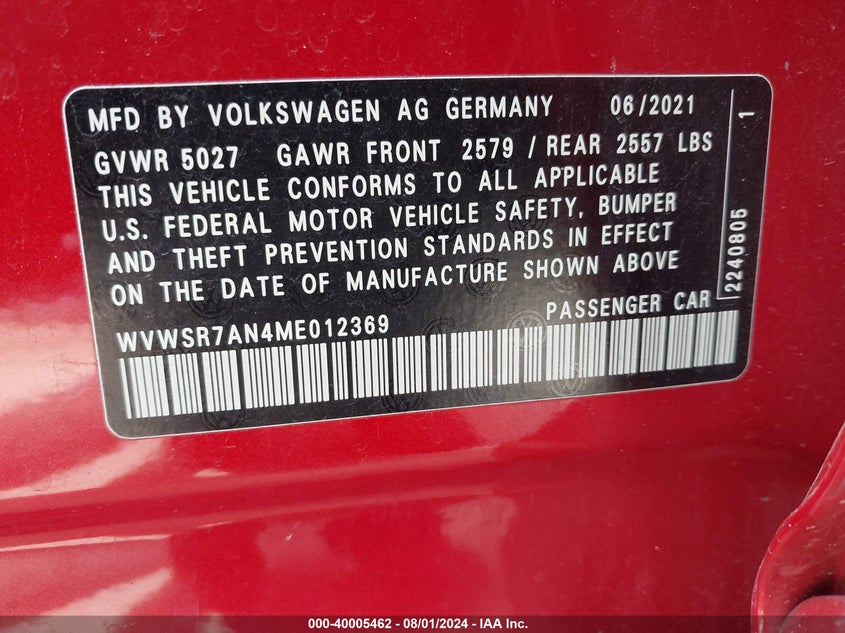 MFD BY VOLKSWAGEN AG GERMANY 06/2021
GVWR 5027 GAWR FRONT 2579 / REAR 2557 LBS
THIS VEHICLE CONFORMS TO ALL APPLICABLE
U.S. FEDERAL MOTOR VEHICLE SAFETY, BUMPER
AND THEFT PREVENTION STANDARDS IN EFFECT
ON THE DATE OF MANUFACTURE SHOWN ABOVE
WVWSR7AN4ME012369 PASSENGER CAR
2240805 1
000-40005462 - 08/01/2024 - IAA Inc.